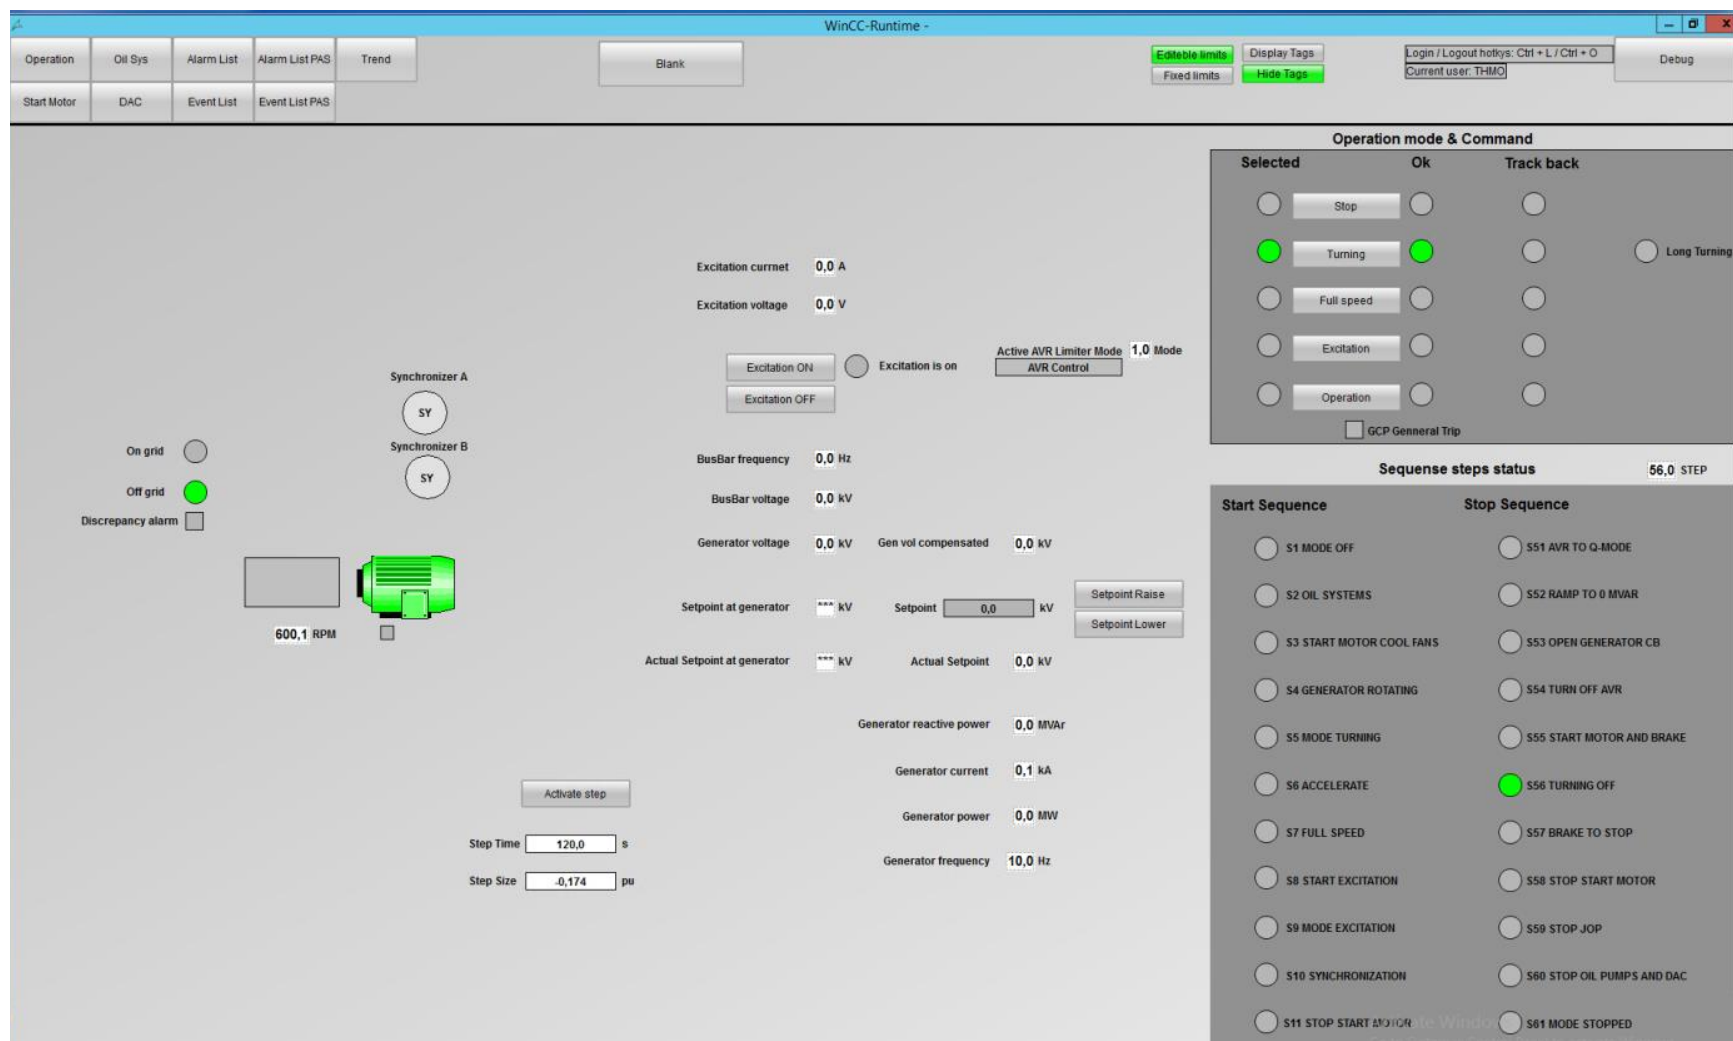 WinCC-Runtime -
Operation Oil Sys Alarm List Alarm List PAS Trend
Blank
Editeble limits Display Tags
Fixed limits Hide Tags
Login / Logout hotkys: Ctrl + L / Ctrl + O
Current user: THMO
Debug
Start Motor DAC Event List Event List PAS
Operation mode & Command
Selected Ok Track back
Stop
Turning Long Turning
Full speed
Excitation
Operation
GCP Genneral Trip
Excitation currnet 0,0 A
Excitation voltage 0,0 V
Excitation ON Excitation is on
Excitation OFF
Active AVR Limiter Mode 1,0 Mode
AVR Control
Synchronizer A
SY
Synchronizer B
SY
On grid
Off grid
Discrepancy alarm
600,1 RPM
BusBar frequency 0,0 Hz
BusBar voltage 0,0 kV
Generator voltage 0,0 kV Gen vol compensated 0,0 kV
Setpoint at generator *** kV Setpoint 0,0 kV
Setpoint Raise
Setpoint Lower
Actual Setpoint at generator *** kV Actual Setpoint 0,0 kV
Generator reactive power 0,0 MVAr
Generator current 0,1 kA
Generator power 0,0 MW
Generator frequency 10,0 Hz
Activate step
Step Time 120,0 s
Step Size -0,174 pu
Sequense steps status 56,0 STEP
Start Sequence Stop Sequence
S1 MODE OFF S51 AVR TO Q-MODE
S2 OIL SYSTEMS S52 RAMP TO 0 MVAR
S3 START MOTOR COOL FANS S53 OPEN GENERATOR CB
S4 GENERATOR ROTATING S54 TURN OFF AVR
S5 MODE TURNING S55 START MOTOR AND BRAKE
S6 ACCELERATE S56 TURNING OFF
S7 FULL SPEED S57 BRAKE TO STOP
S8 START EXCITATION S58 STOP START MOTOR
S9 MODE EXCITATION S59 STOP JOP
S10 SYNCHRONIZATION S60 STOP OIL PUMPS AND DAC
S11 STOP START MOTOR S61 MODE STOPPED